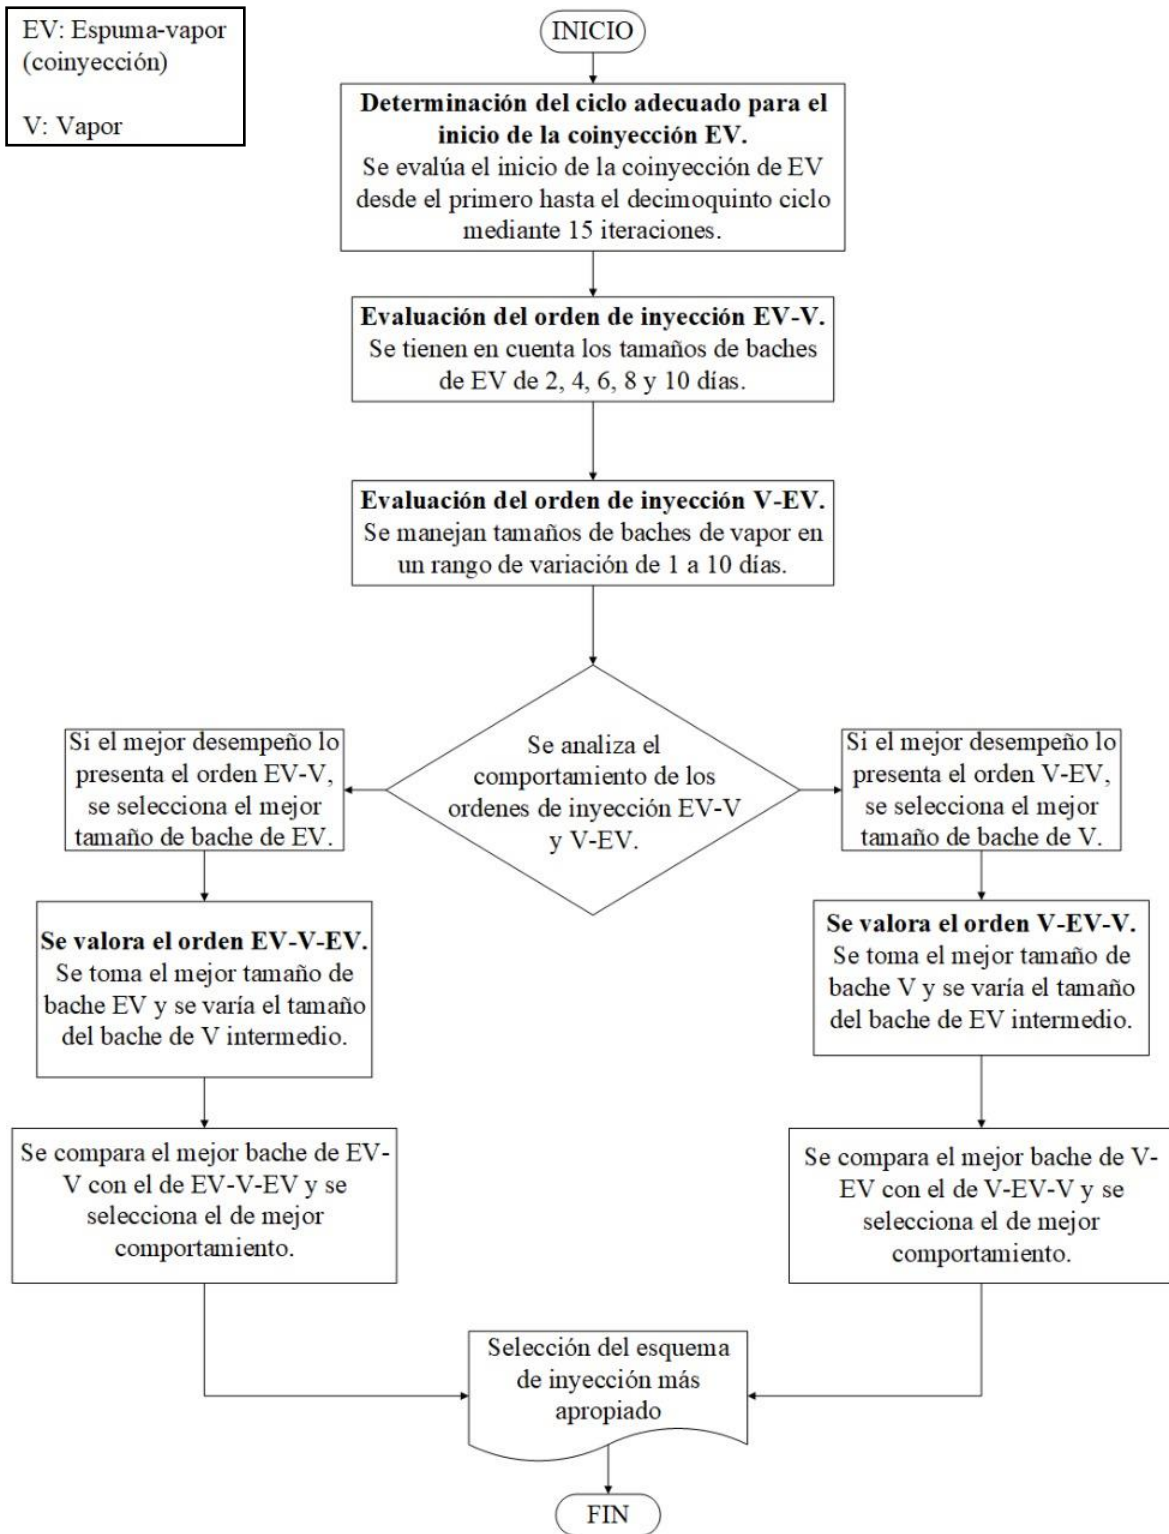 EV: Espuma-vapor
(coinyección)
V: Vapor
INICIO
Determinación del ciclo adecuado para el
inicio de la coinyección EV.
Se evalúa el inicio de la coinyección de EV
desde el primero hasta el decimoquinto ciclo
mediante 15 iteraciones.
Evaluación del orden de inyección EV-V.
Se tienen en cuenta los tamaños de baches
de EV de 2, 4, 6, 8 y 10 días.
Evaluación del orden de inyección V-EV.
Se manejan tamaños de baches de vapor en
un rango de variación de 1 a 10 días.
Se analiza el
comportamiento de los
ordenes de inyección EV-V
y V-EV.
Si el mejor desempeño lo
presenta el orden EV-V,
se selecciona el mejor
tamaño de bache de EV.
Se valora el orden EV-V-EV.
Se toma el mejor tamaño de
bache EV y se varía el tamaño
del bache de V intermedio.
Se compara el mejor bache de EV-
V con el de EV-V-EV y se
selecciona el de mejor
comportamiento.
Si el mejor desempeño lo
presenta el orden V-EV,
se selecciona el mejor
tamaño de bache de V.
Se valora el orden V-EV-V.
Se toma el mejor tamaño de
bache V y se varía el tamaño
del bache de EV intermedio.
Se compara el mejor bache de V-
EV con el de V-EV-V y se
selecciona el de mejor
comportamiento.
Selección del esquema
de inyección más
apropiado
FIN